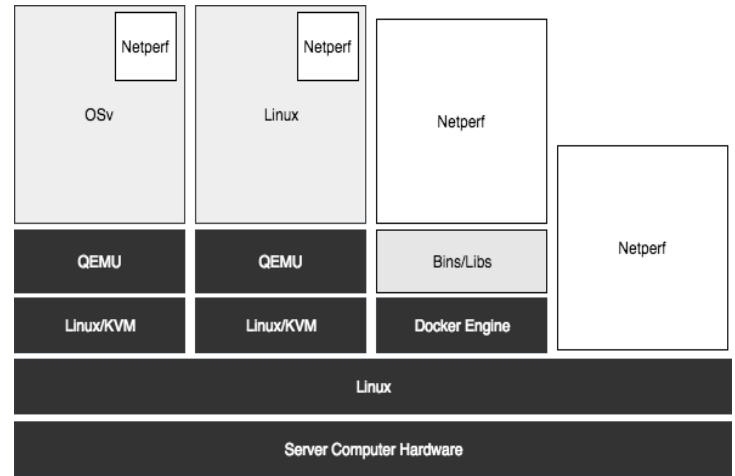 Netperf
Netperf
OSv
Linux
Netperf
Netperf
QEMU
QEMU
Bins/Libs
Linux/KVM
Linux/KVM
Docker Engine
Linux
Server Computer Hardware